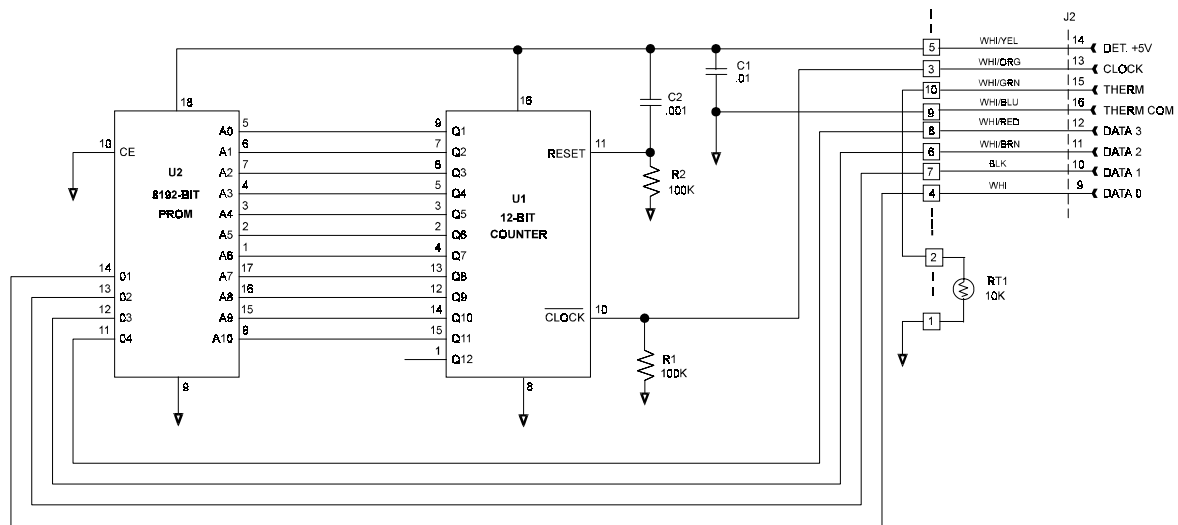 J2
5 WHI/YEL 14 DET. +5V
3 WHI/ORG 13 CLOCK
10 WHI/GRN 15 THERM
9 WHI/BLU 16 THERM COM
8 WHI/RED 12 DATA 3
6 WHI/BRN 11 DATA 2
7 BLK 10 DATA 1
4 WHI 9 DATA 0
C1
.01
C2
.001
18
16
10 CE
U2
8192-BIT
PROM
A0 5 9 Q1
A1 6 7 Q2
A2 7 6 Q3
A3 4 5 Q4
A4 3 3 Q5
A5 2 2 Q6
A6 1 4 Q7
A7 17 13 Q8
A8 16 12 Q9
A9 15 14 Q10
A10 8 15 Q11
1 Q12
14 01
13 02
12 03
11 04
9
U1
12-BIT
COUNTER
RESET 11
CLOCK 10
8
R2
100K
R1
100K
2
RT1
10K
1